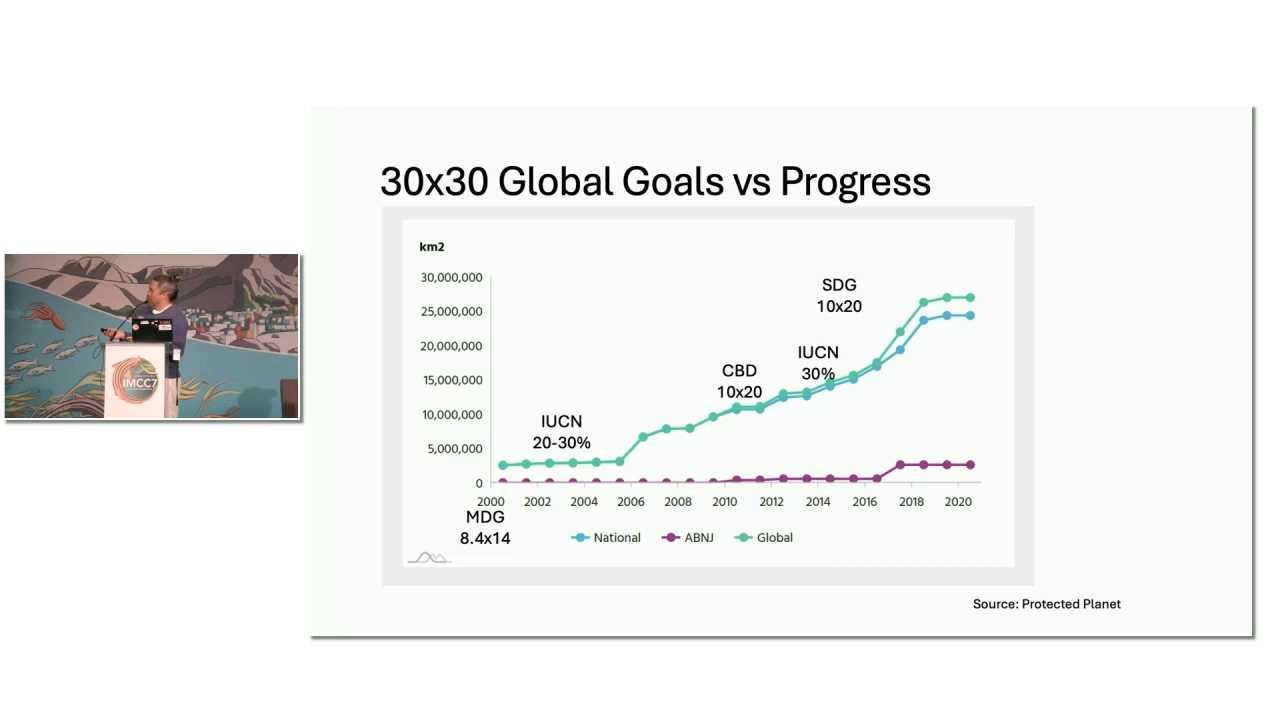 30x30 Global Goals vs Progress
km2
30,000,000
25,000,000
20,000,000
15,000,000
10,000,000
5,000,000
0
SDG
10x20
IUCN
30%
CBD
10x20
IUCN
20-30%
2000 2002 2004 2006 2008 2010 2012 2014 2016 2018 2020
MDG
8.4x14
National ABNJ Global
Source: Protected Planet
IMCC7